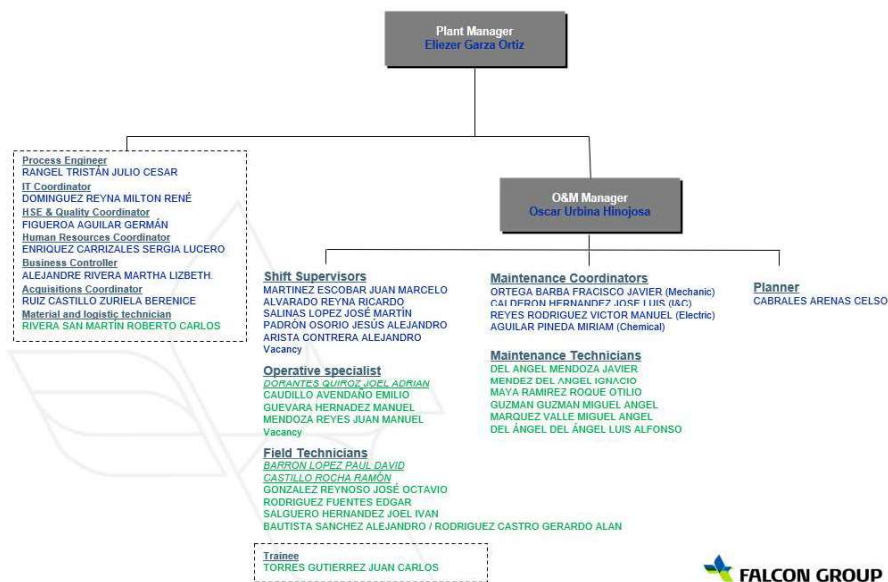 Plant Manager
Eliezer Garza Ortiz
Process Engineer
RANGEL TRISTÁN JULIO CESAR
IT Coordinator
DOMINGUEZ REYNA MILTON RENÉ
HSE & Quality Coordinator
FIGUEROA AGUILAR GERMÁN
Human Resources Coordinator
ENRIQUEZ CARRIZALES SERGIA LUCERO
Business Controller
ALEJANDRE RIVERA MARTHA LIZBETH.
Acquisitions Coordinator
RUIZ CASTILLO ZURIELA BERENICE
Material and logistic technician
RIVERA SAN MARTÍN ROBERTO CARLOS
O&M Manager
Oscar Urbina Hinojosa
Shift Supervisors
MARTINEZ ESCOBAR JUAN MARCELO
ALVARADO REYNA RICARDO
SALINAS LOPEZ JOSÉ MARTÍN
PADRÒN OSORIO JESÚS ALEJANDRO
ARISTA CONTRERA ALEJANDRO
Vacancy
Operative specialist
DORANTES QUIROZ JOEL ADRIAN
CAUDILLO AVENDAÑO EMILIO
GUEVARA HERNADEZ MANUEL
MENDOZA REYES JUAN MANUEL
Vacancy
Field Technicians
BARRON LOPEZ PAUL DAVID
CASTILLO ROCHA RAMÓN
GONZALEZ REYNOSO JOSÉ OCTAVIO
RODRIGUEZ FUENTES EDGAR
SALGUERO HERNANDEZ JOEL IVAN
BAUTISTA SANCHEZ ALEJANDRO / RODRIGUEZ CASTRO GERARDO ALAN
Trainee
TORRES GUTIERREZ JUAN CARLOS
Maintenance Coordinators
ORTEGA BARBA FRACISCO JAVIER (Mechanic)
CALDERON HERNANDEZ JOSE LUIS (I&C)
REYES RODRIGUEZ VICTOR MANUEL (Electric)
AGUILAR PINEDA MIRIAM (Chemical)
Maintenance Technicians
DEL ANGEL MENDOZA JAVIER
MENDEZ DEL ANGEL IGNACIO
MAYA RAMIREZ ROQUE OTILIO
GUZMAN GUZMAN MIGUEL ANGEL
MARQUEZ VALLE MIGUEL ANGEL
DEL ÁNGEL DEL ÁNGEL LUIS ALFONSO
Planner
CABRALES ARENAS CELSO
FALCON GROUP